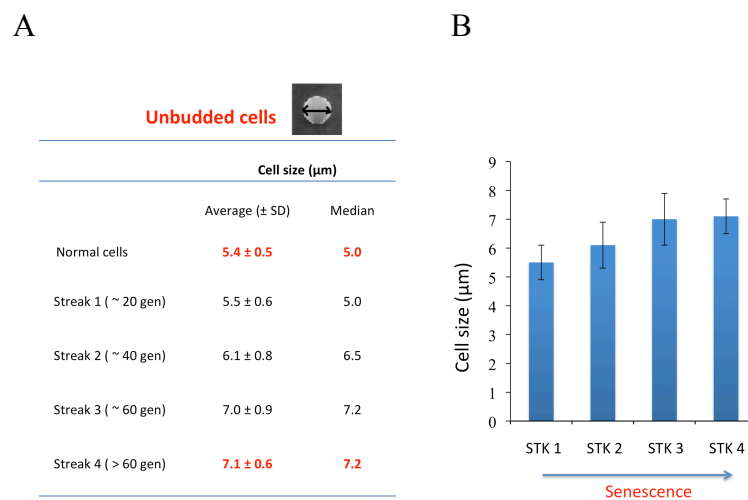 A
Unbudded cells
Cell size (µm)
Average (± SD) Median
Normal cells 5.4 ± 0.5 5.0
Streak 1 ( ~ 20 gen) 5.5 ± 0.6 5.0
Streak 2 ( ~ 40 gen) 6.1 ± 0.8 6.5
Streak 3 ( ~ 60 gen) 7.0 ± 0.9 7.2
Streak 4 ( > 60 gen) 7.1 ± 0.6 7.2
B
Cell size (µm)
9
8
7
6
5
4
3
2
1
0
STK 1 STK 2 STK 3 STK 4
Senescence